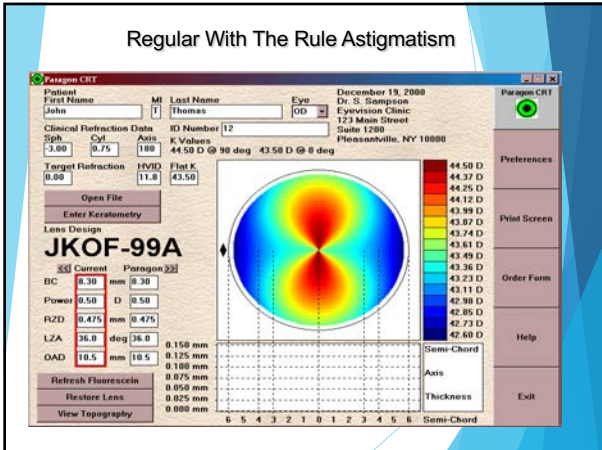 Regular With The Rule Astigmatism
Paragon CRT
Patient
First Name MI Last Name Eye
John T Thomas OD
December 19, 2000
Dr. S. Sampson
Eyevision Clinic
123 Main Street
Suite 1200
Pleasantville, NY 10000
Clinical Refraction Data
Sph Cyl Axis
-3.00 0.75 180
ID Number 12
K Values
44.50 D @ 90 deg 43.50 D @ 0 deg
Target Refraction HVID Flat K
0.00 11.8 43.50
Open File
Enter Keratometry
Lens Design
JKOF-99A
<< Current Paragon >>
BC 8.30 mm 8.30
Power 0.50 D 0.50
RZD 0.475 mm 0.475
LZA 36.0 deg 36.0
OAD 10.5 mm 10.5
Refresh Fluorescein
Restore Lens
View Topography
44.50 D
44.37 D
44.25 D
44.12 D
43.99 D
43.87 D
43.74 D
43.61 D
43.49 D
43.36 D
43.23 D
43.11 D
42.98 D
42.85 D
42.73 D
42.60 D
0.150 mm
0.125 mm
0.100 mm
0.075 mm
0.050 mm
0.025 mm
0.000 mm
6 5 4 3 2 1 0 1 2 3 4 5 6 Semi-Chord
Semi-Chord
Axis
Thickness
Paragon CRT
Preferences
Print Screen
Order Form
Help
Exit